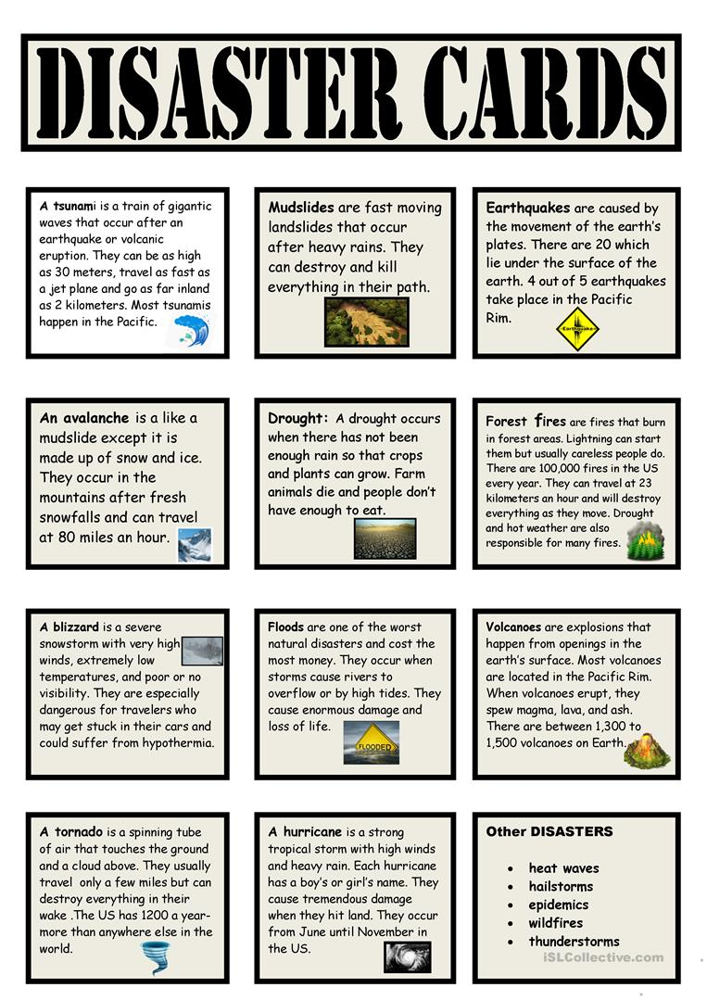 DISASTER CARDS
A tsunami is a train of gigantic
waves that occur after an
earthquake or volcanic
eruption. They can be as high
as 30 meters, travel as fast as
a jet plane and go as far inland
as 2 kilometers. Most tsunamis
happen in the Pacific.
Mudslides are fast moving
landslides that occur
after heavy rains. They
can destroy and kill
everything in their path.
Earthquakes are caused by
the movement of the earth's
plates. There are 20 which
lie under the surface of the
earth. 4 out of 5 earthquakes
take place in the Pacific
Rim.
Earthquake
An avalanche is a like a
mudslide except it is
made up of snow and ice.
They occur in the
mountains after fresh
snowfalls and can travel
at 80 miles an hour.
Drought: A drought occurs
when there has not been
enough rain so that crops
and plants can grow. Farm
animals die and people don't
have enough to eat.
Forest fires are fires that burn
in forest areas. Lightning can start
them but usually careless people do.
There are 100,000 fires in the US
every year. They can travel at 23
kilometers an hour and will destroy
everything as they move. Drought
and hot weather are also
responsible for many fires.
A blizzard is a severe
snowstorm with very high
winds, extremely low
temperatures, and poor or no
visibility. They are especially
dangerous for travelers who
may get stuck in their cars and
could suffer from hypothermia.
Floods are one of the worst
natural disasters and cost the
most money. They occur when
storms cause rivers to
overflow or by high tides. They
cause enormous damage and
loss of life.
FLOODED
Volcanoes are explosions that
happen from openings in the
earth's surface. Most volcanoes
are located in the Pacific Rim.
When volcanoes erupt, they
spew magma, lava, and ash.
There are between 1,300 to
1,500 volcanoes on Earth.
A tornado is a spinning tube
of air that touches the ground
and a cloud above. They usually
travel only a few miles but can
destroy everything in their
wake .The US has 1200 a year-
more than anywhere else in the
world.
A hurricane is a strong
tropical storm with high winds
and heavy rain. Each hurricane
has a boy's or girl's name. They
cause tremendous damage
when they hit land. They occur
from June until November in
the US.
Other DISASTERS
• heat waves
• hailstorms
• epidemics
• wildfires
• thunderstorms
iSLCollective.com